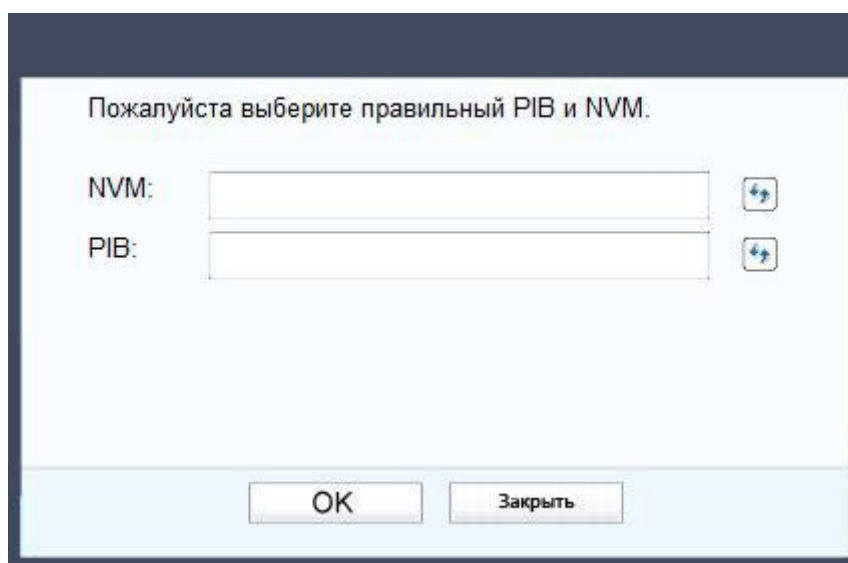 Пожалуйста выберите правильный PIB и NVM.
NVM:
PIB:
OK
Закрыть